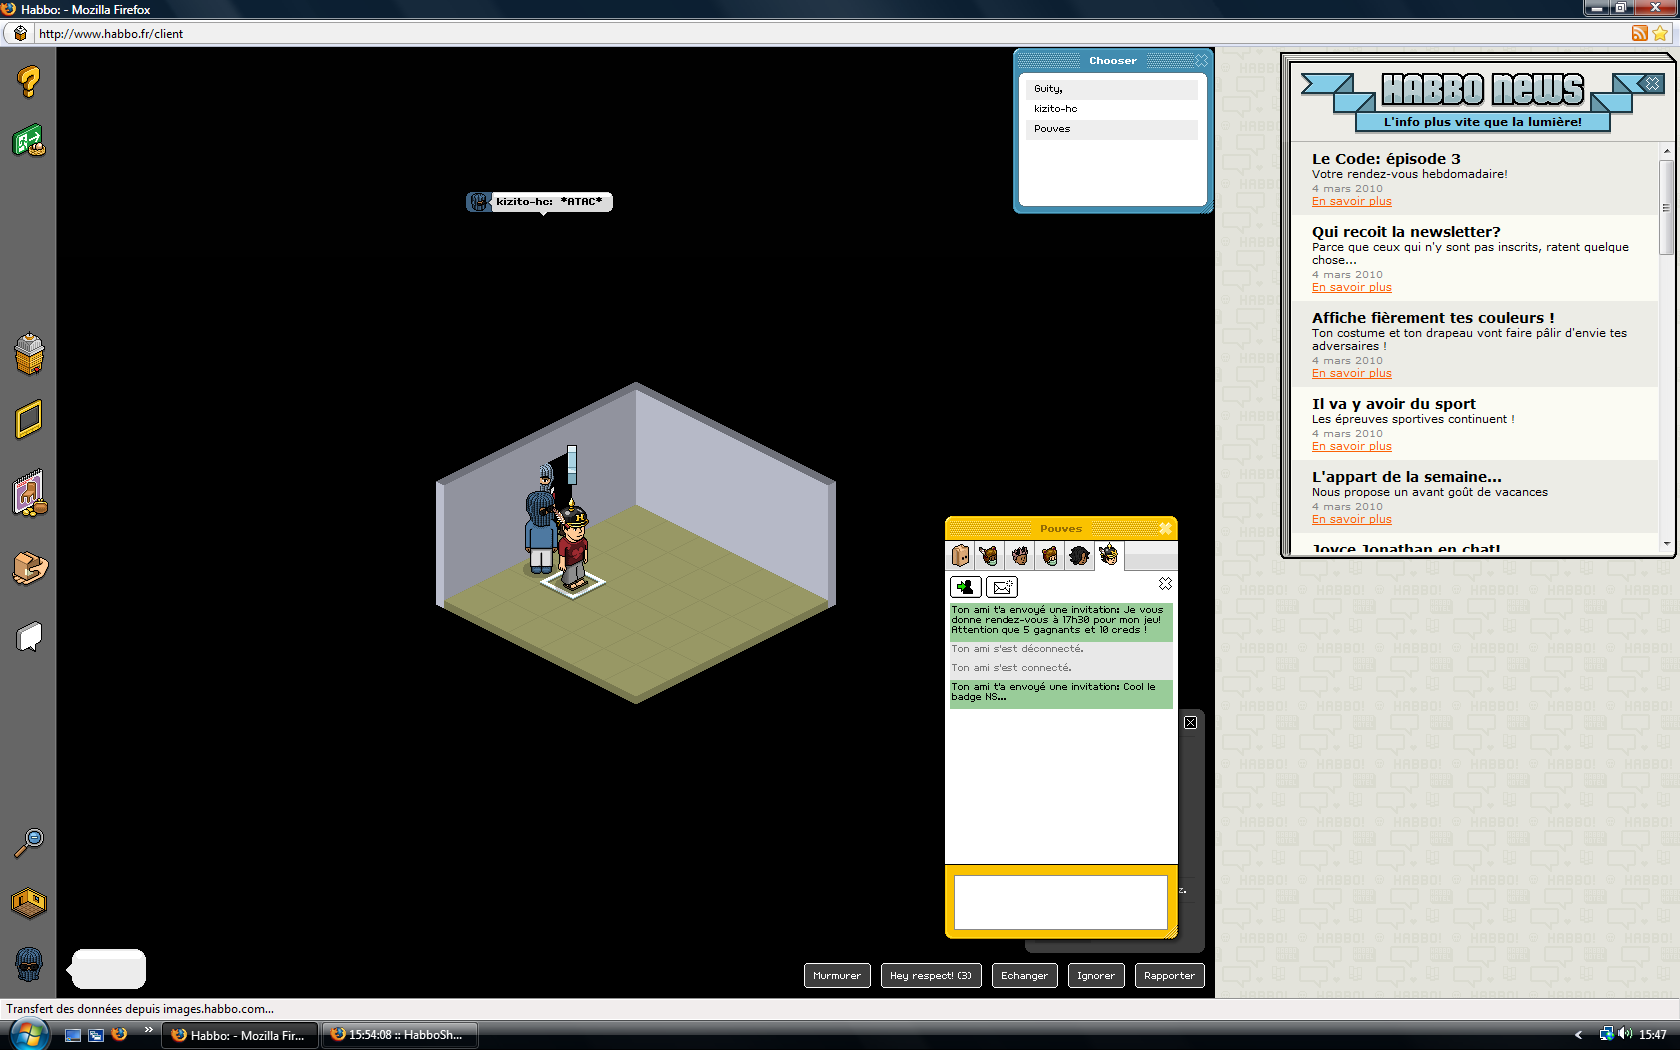 Habbo: - Mozilla Firefox
http://www.habbo.fr/client
Chooser
Guity,
kizito-hc
Pouves
kizito-hc: *ATAC*
HABBO NEWS
L'info plus vite que la lumière!
Le Code: épisode 3
Votre rendez-vous hebdomadaire!
4 mars 2010
En savoir plus
Qui recoit la newsletter?
Parce que ceux qui n'y sont pas inscrits, ratent quelque
chose...
4 mars 2010
En savoir plus
Affiche fièrement tes couleurs !
Ton costume et ton drapeau vont faire pâlir d'envie tes
adversaires !
4 mars 2010
En savoir plus
Il va y avoir du sport
Les épreuves sportives continuent !
4 mars 2010
En savoir plus
L'appart de la semaine...
Nous propose un avant goût de vacances
4 mars 2010
En savoir plus
Joyce Jonathan en chat!
Pouves
Ton ami t'a envoyé une invitation: Je vous
donne rendez-vous à 17h30 pour mon jeu!
Attention que 5 gagnants et 10 creds !
Ton ami s'est déconnecté.
Ton ami s'est connecté.
Ton ami t'a envoyé une invitation: Cool le
badge NS...
z.
Murmurer
Hey respect! (3)
Echanger
Ignorer
Rapporter
Transfert des données depuis images.habbo.com...
Habbo: - Mozilla Fir...
15:54:08 :: HabboSh...
15:47